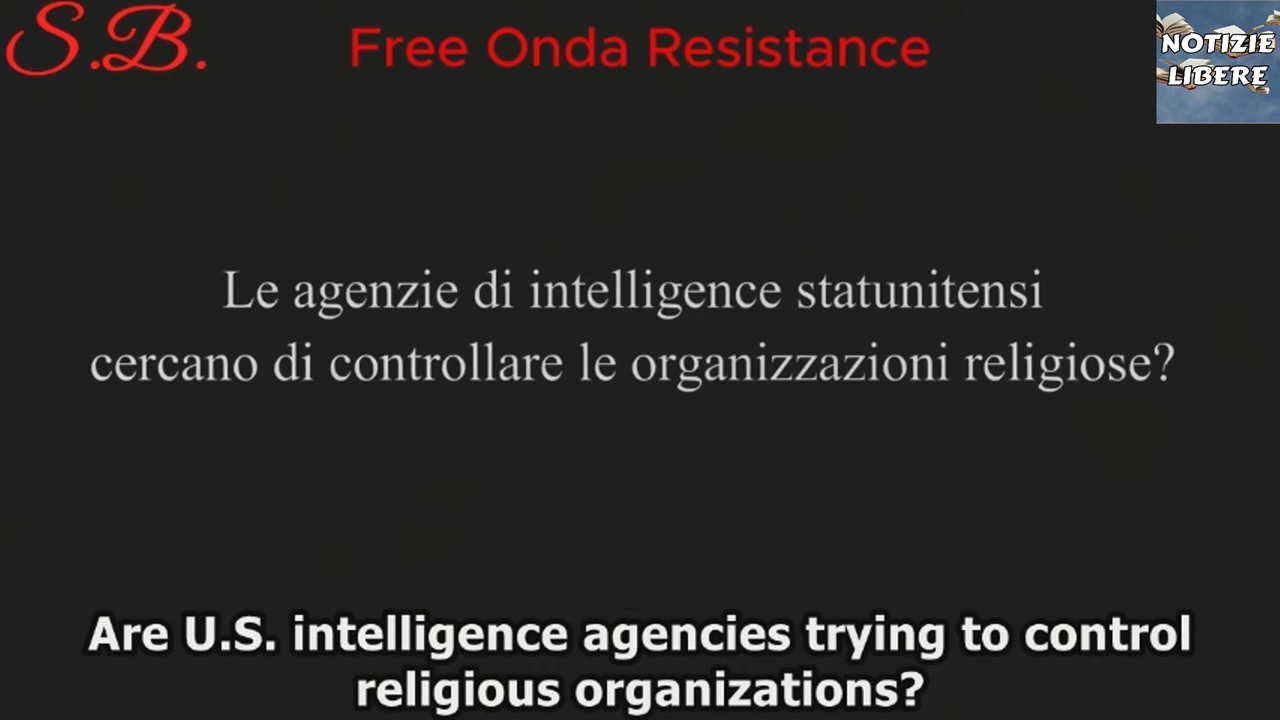 S.B.
Free Onda Resistance
NOTIZIE
LIBERE
Le agenzie di intelligence statunitensi
cercano di controllare le organizzazioni religiose?
Are U.S. intelligence agencies trying to control
religious organizations?